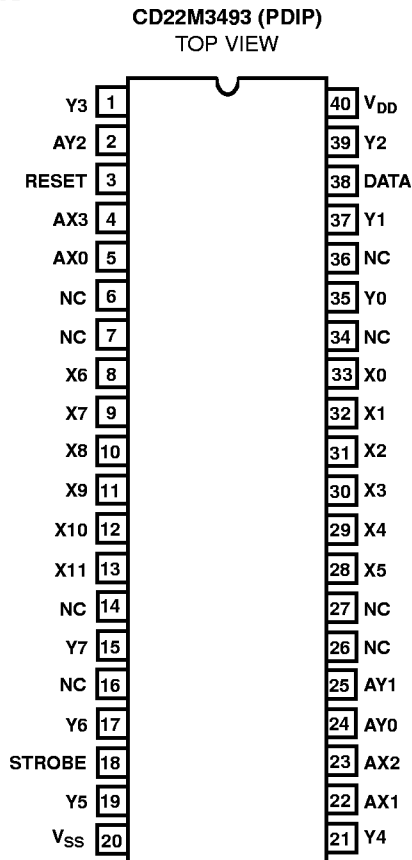 CD22M3493 (PDIP)
TOP VIEW
Y3 1 40 VDD
AY2 2 39 Y2
RESET 3 38 DATA
AX3 4 37 Y1
AX0 5 36 NC
NC 6 35 Y0
NC 7 34 NC
X6 8 33 X0
X7 9 32 X1
X8 10 31 X2
X9 11 30 X3
X10 12 29 X4
X11 13 28 X5
NC 14 27 NC
Y7 15 26 NC
NC 16 25 AY1
Y6 17 24 AY0
STROBE 18 23 AX2
Y5 19 22 AX1
VSS 20 21 Y4